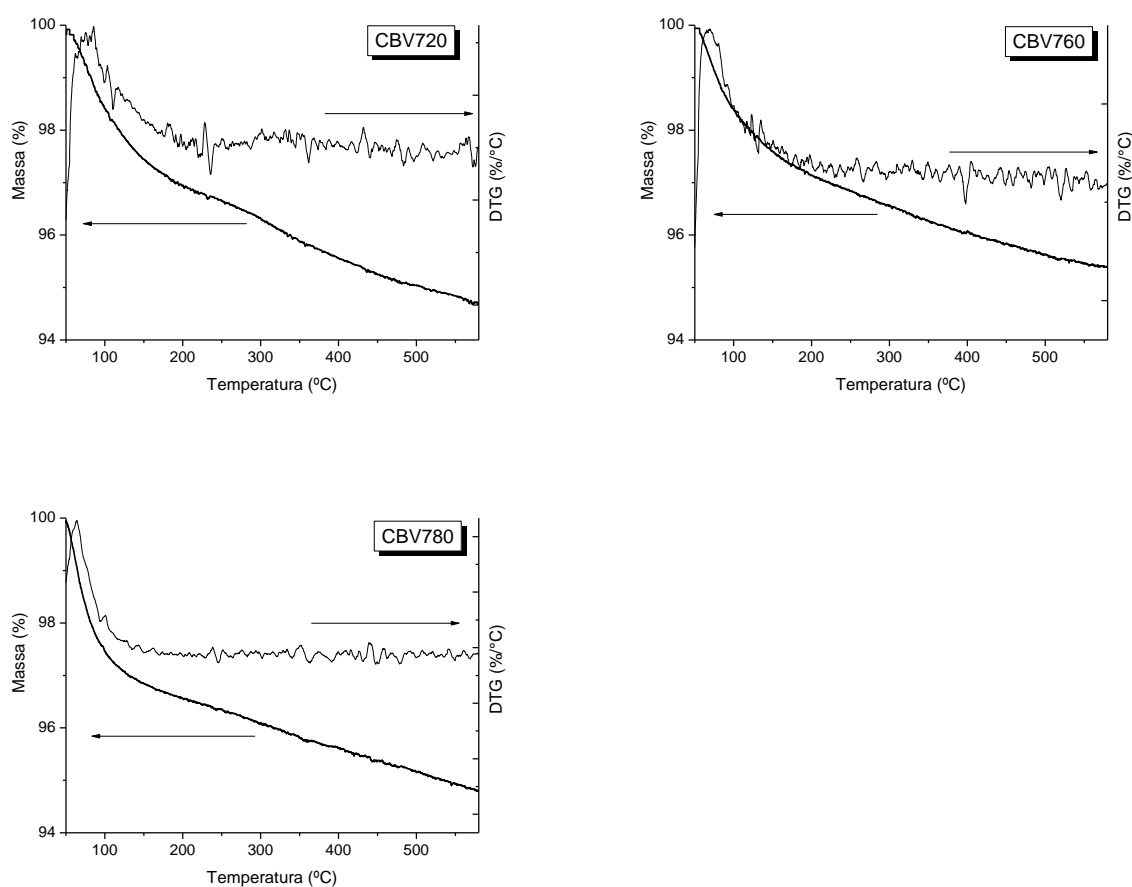 100
98
96
94
Massa (%)
CBV720
DTG (%/°C)
100 200 300 400 500
Temperatura (ºC)
100
98
96
94
Massa (%)
CBV760
DTG (%/°C)
100 200 300 400 500
Temperatura (ºC)
100
98
96
94
Massa (%)
CBV780
DTG (%/°C)
100 200 300 400 500
Temperatura (ºC)